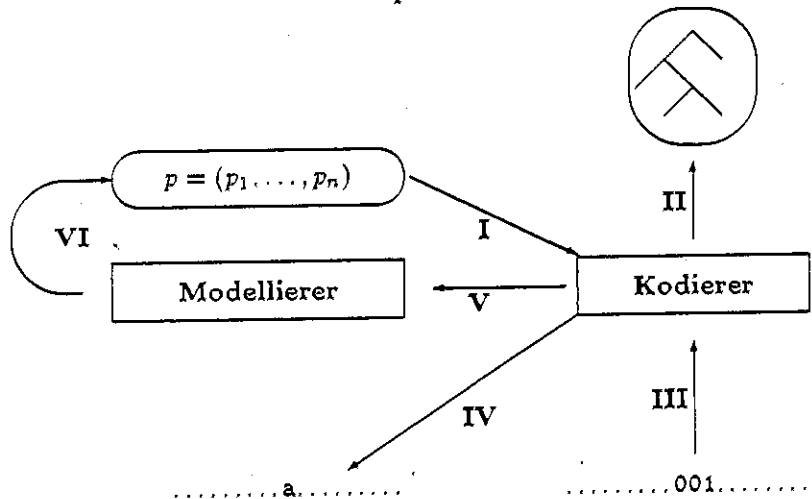 p = (p₁, ..., pₙ)
II
VI
I
Modellierer
V
Kodierer
IV
III
.........a.......... .........001.........